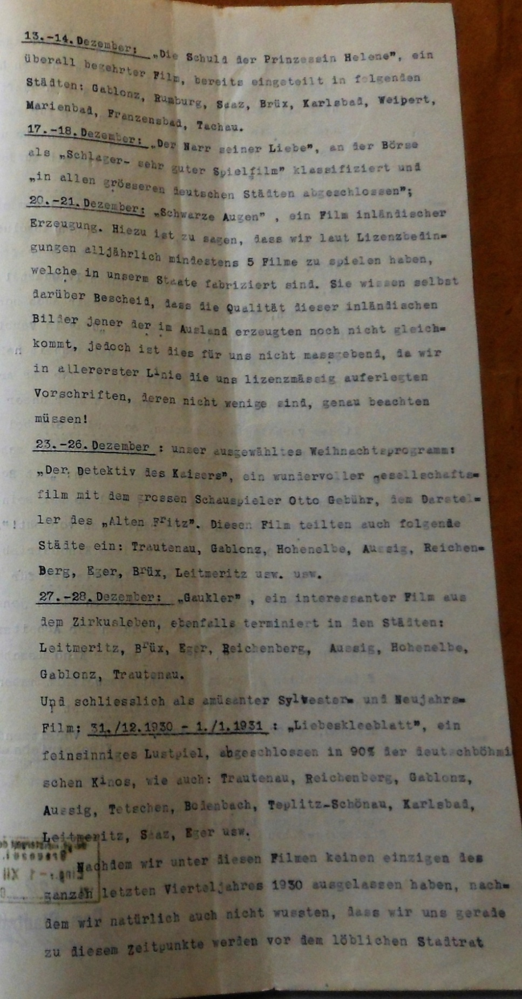 13.-14.Dezember: „Die Schuld der Prinzessin Helene", ein
überall begehrter Film, bereits eingeteilt in folgenden
Städten: Gablonz, Rumburg, Saaz, Brüx, Karlsbad, Weipert,
Marienbad, Franzensbad, Tachau.
17.-18.Dezember: „Der Narr seiner Liebe", an der Börse
als „Schlager- sehr guter Spielfilm" klassifiziert und
„in allen grösseren deutschen Städten abgeschlossen";
20.-21.Dezember: „Schwarze Augen" , ein Film inländischer
Erzeugung. Hiezu ist zu sagen, dass wir laut Lizenzbedin=
gungen alljährlich mindestens 5 Filme zu spielen haben,
welche in unserm Staate fabriziert sind. Sie wissen selbst
darüber Bescheid, dass die Qualität dieser inländischen
Bilder jener der im Ausland erzeugten noch nicht gleich=
kommt, jedoch ist dies für uns nicht massgebend, da wir
in allererster Linie die uns lizenzmässig auferlegten
Vorschriften, deren nicht wenige sind, genau beachten
müssen!
23.-26.Dezember : unser ausgewähltes Weihnachtsprogramm:
„Der Detektiv des Kaisers", ein wundervoller gesellschafts=
film mit dem grossen Schauspieler Otto Gebühr, dem Darstel=
ler des „Alten Fritz". Diesen Film teilten auch folgende
Städte ein: Trautenau, Gablonz, Hohenelbe, Aussig, Reichen=
Berg, Eger, Brüx, Leitmeritz usw. usw.
27.-28.Dezember: „Gaukler" , ein interessanter Film aus
dem Zirkusleben, ebenfalls terminiert in den Städten:
Leitmeritz, Brüx, Eger, Reichenberg, Aussig, Hohenelbe,
Gablonz, Trautenau.
Und schliesslich als amüsanter Sylvester= und Neujahrs=
Film: 31./12.1930 - 1./1.1931 : „Liebeskleeblatt", ein
feinsinniges Lustpiel, abgeschlossen in 90% der deutschböhmi
schen Kinos, wie auch: Trautenau, Reichenberg, Gablonz,
Aussig, Tetschen, Bodenbach, Teplitz-Schönau, Karlsbad,
Leitmeritz, Saaz, Eger usw.
Nachdem wir unter diesen Filmen keinen einzigen des
ganzen letzten Vierteljahres 1930 ausgelassen haben, nach=
dem wir natürlich auch nicht wussten, dass wir uns gerade
zu diesem Zeitpunkte werden vor dem löblichen Stadtrat